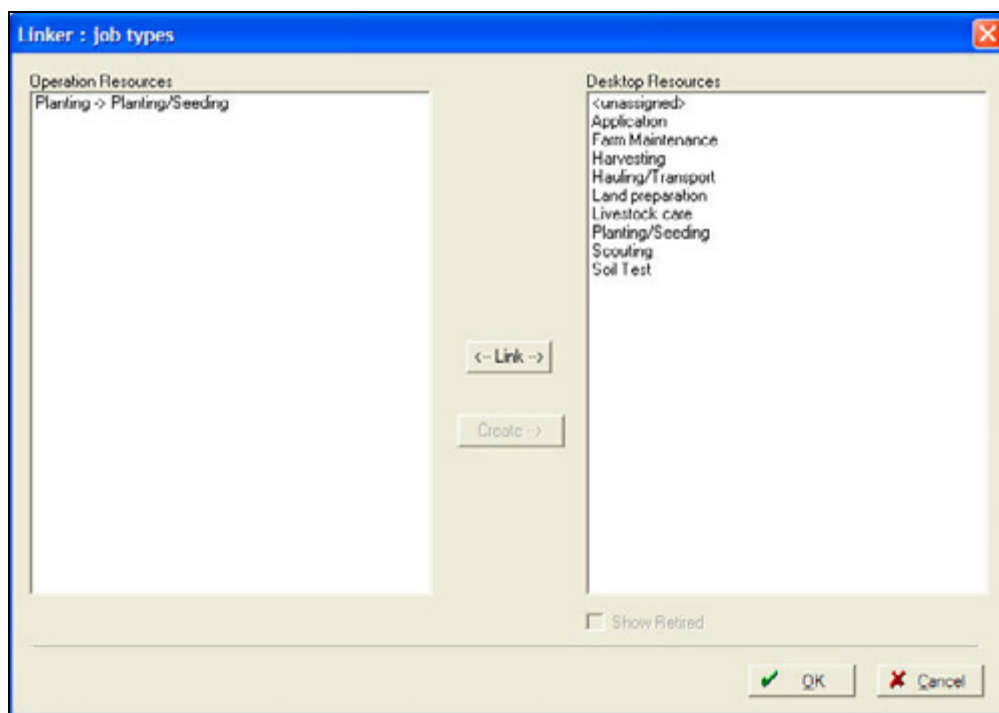 Linker : job types
Operation Resources
Planting -> Planting/Seeding
Desktop Resources
<unassigned>
Application
Farm Maintenance
Harvesting
Hauling/Transport
Land preparation
Livestock care
Planting/Seeding
Scouting
Soil Test
<-- Link -->
Create -->
Show Retired
OK
Cancel